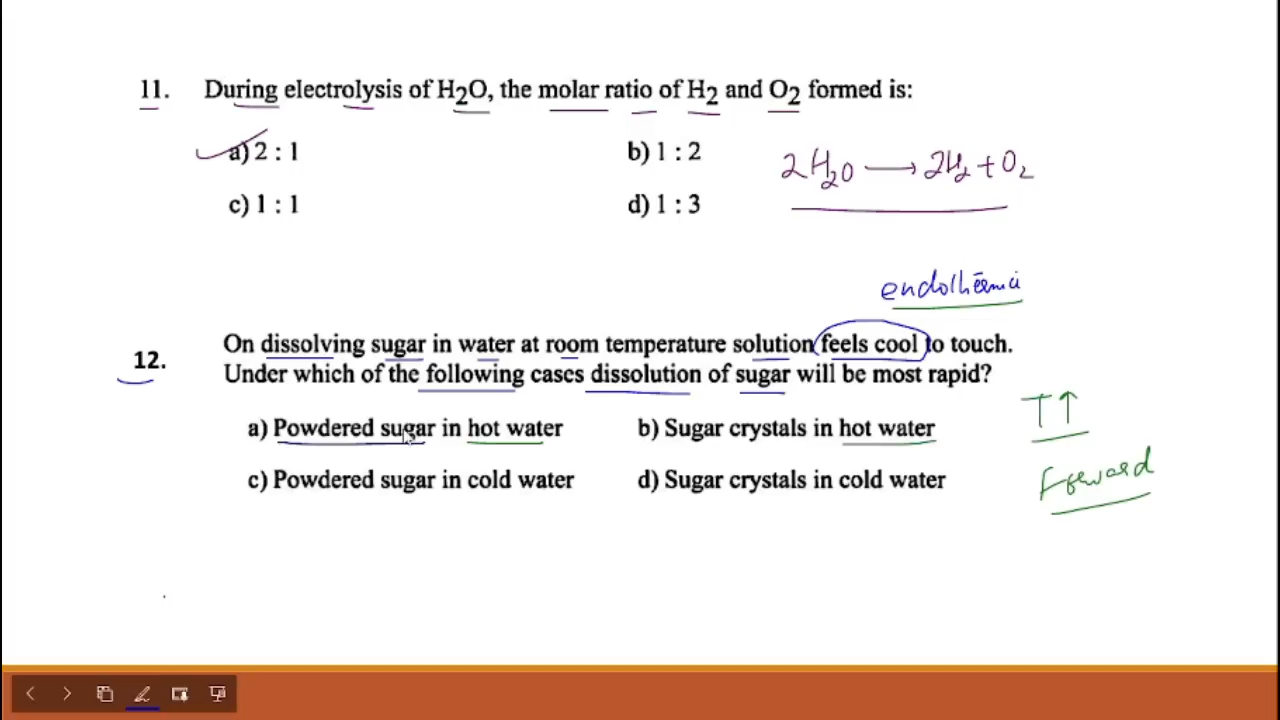 11. During electrolysis of H2O, the molar ratio of H2 and O2 formed is:
a) 2 : 1 b) 1 : 2
c) 1 : 1 d) 1 : 3
2H2O → 2H2 + O2
endothermic
12. On dissolving sugar in water at room temperature solution feels cool to touch.
Under which of the following cases dissolution of sugar will be most rapid?
a) Powdered sugar in hot water b) Sugar crystals in hot water
T↑
c) Powdered sugar in cold water d) Sugar crystals in cold water
Forward